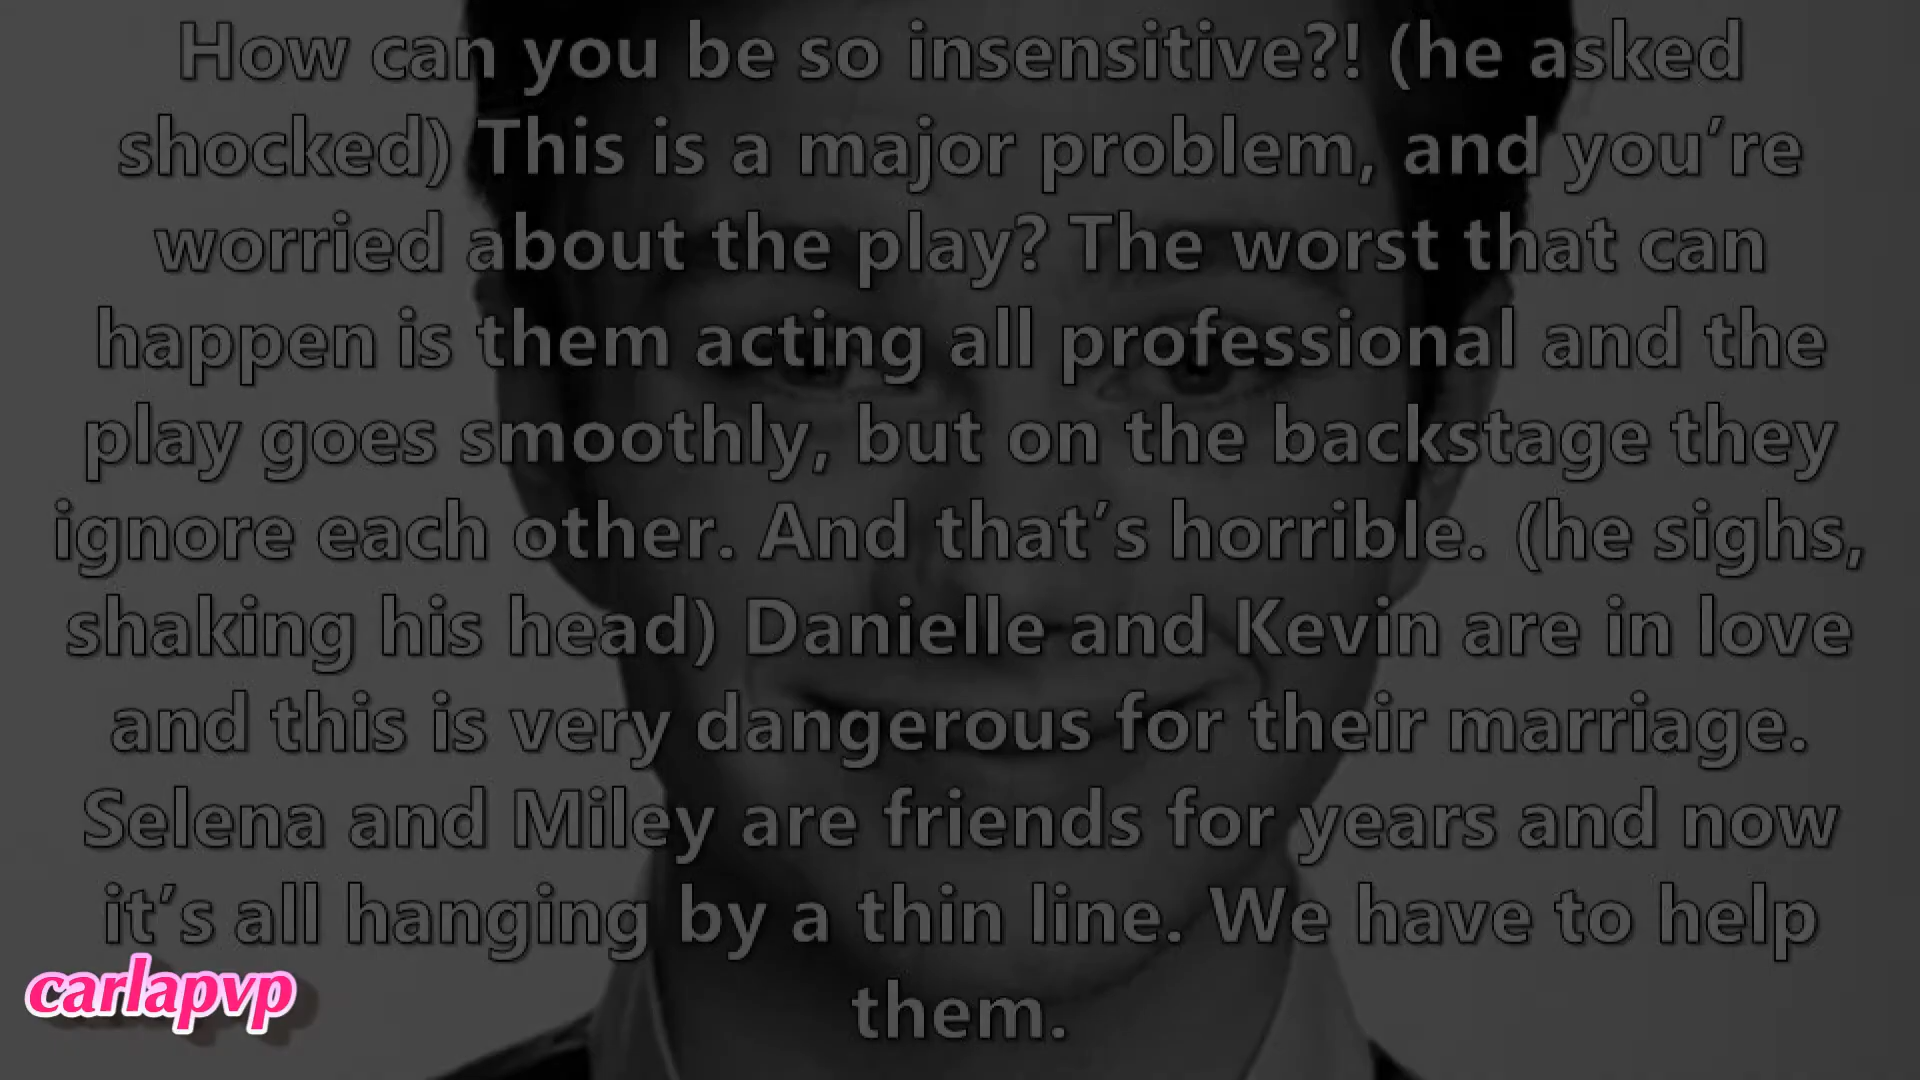 How can you be so insensitive?! (he asked
shocked) This is a major problem, and you’re
worried about the play? The worst that can
happen is them acting all professional and the
play goes smoothly, but on the backstage they
ignore each other. And that’s horrible. (he sighs,
shaking his head) Danielle and Kevin are in love
and this is very dangerous for their marriage.
Selena and Miley are friends for years and now
it’s all hanging by a thin line. We have to help
them.
carlapvp